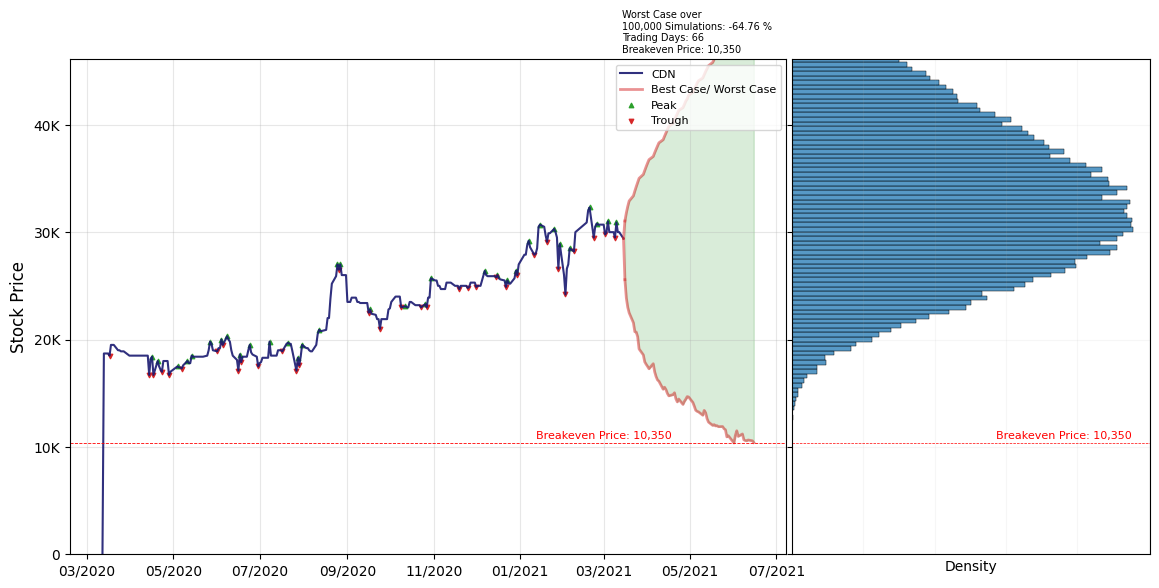 Worst Case over
100,000 Simulations: -64.76 %
Trading Days: 66
Breakeven Price: 10,350
CDN
Best Case/ Worst Case
Peak
Trough
Stock Price
40K
30K
20K
10K
0
Breakeven Price: 10,350
Breakeven Price: 10,350
03/2020 05/2020 07/2020 09/2020 11/2020 01/2021 03/2021 05/2021 07/2021
Density